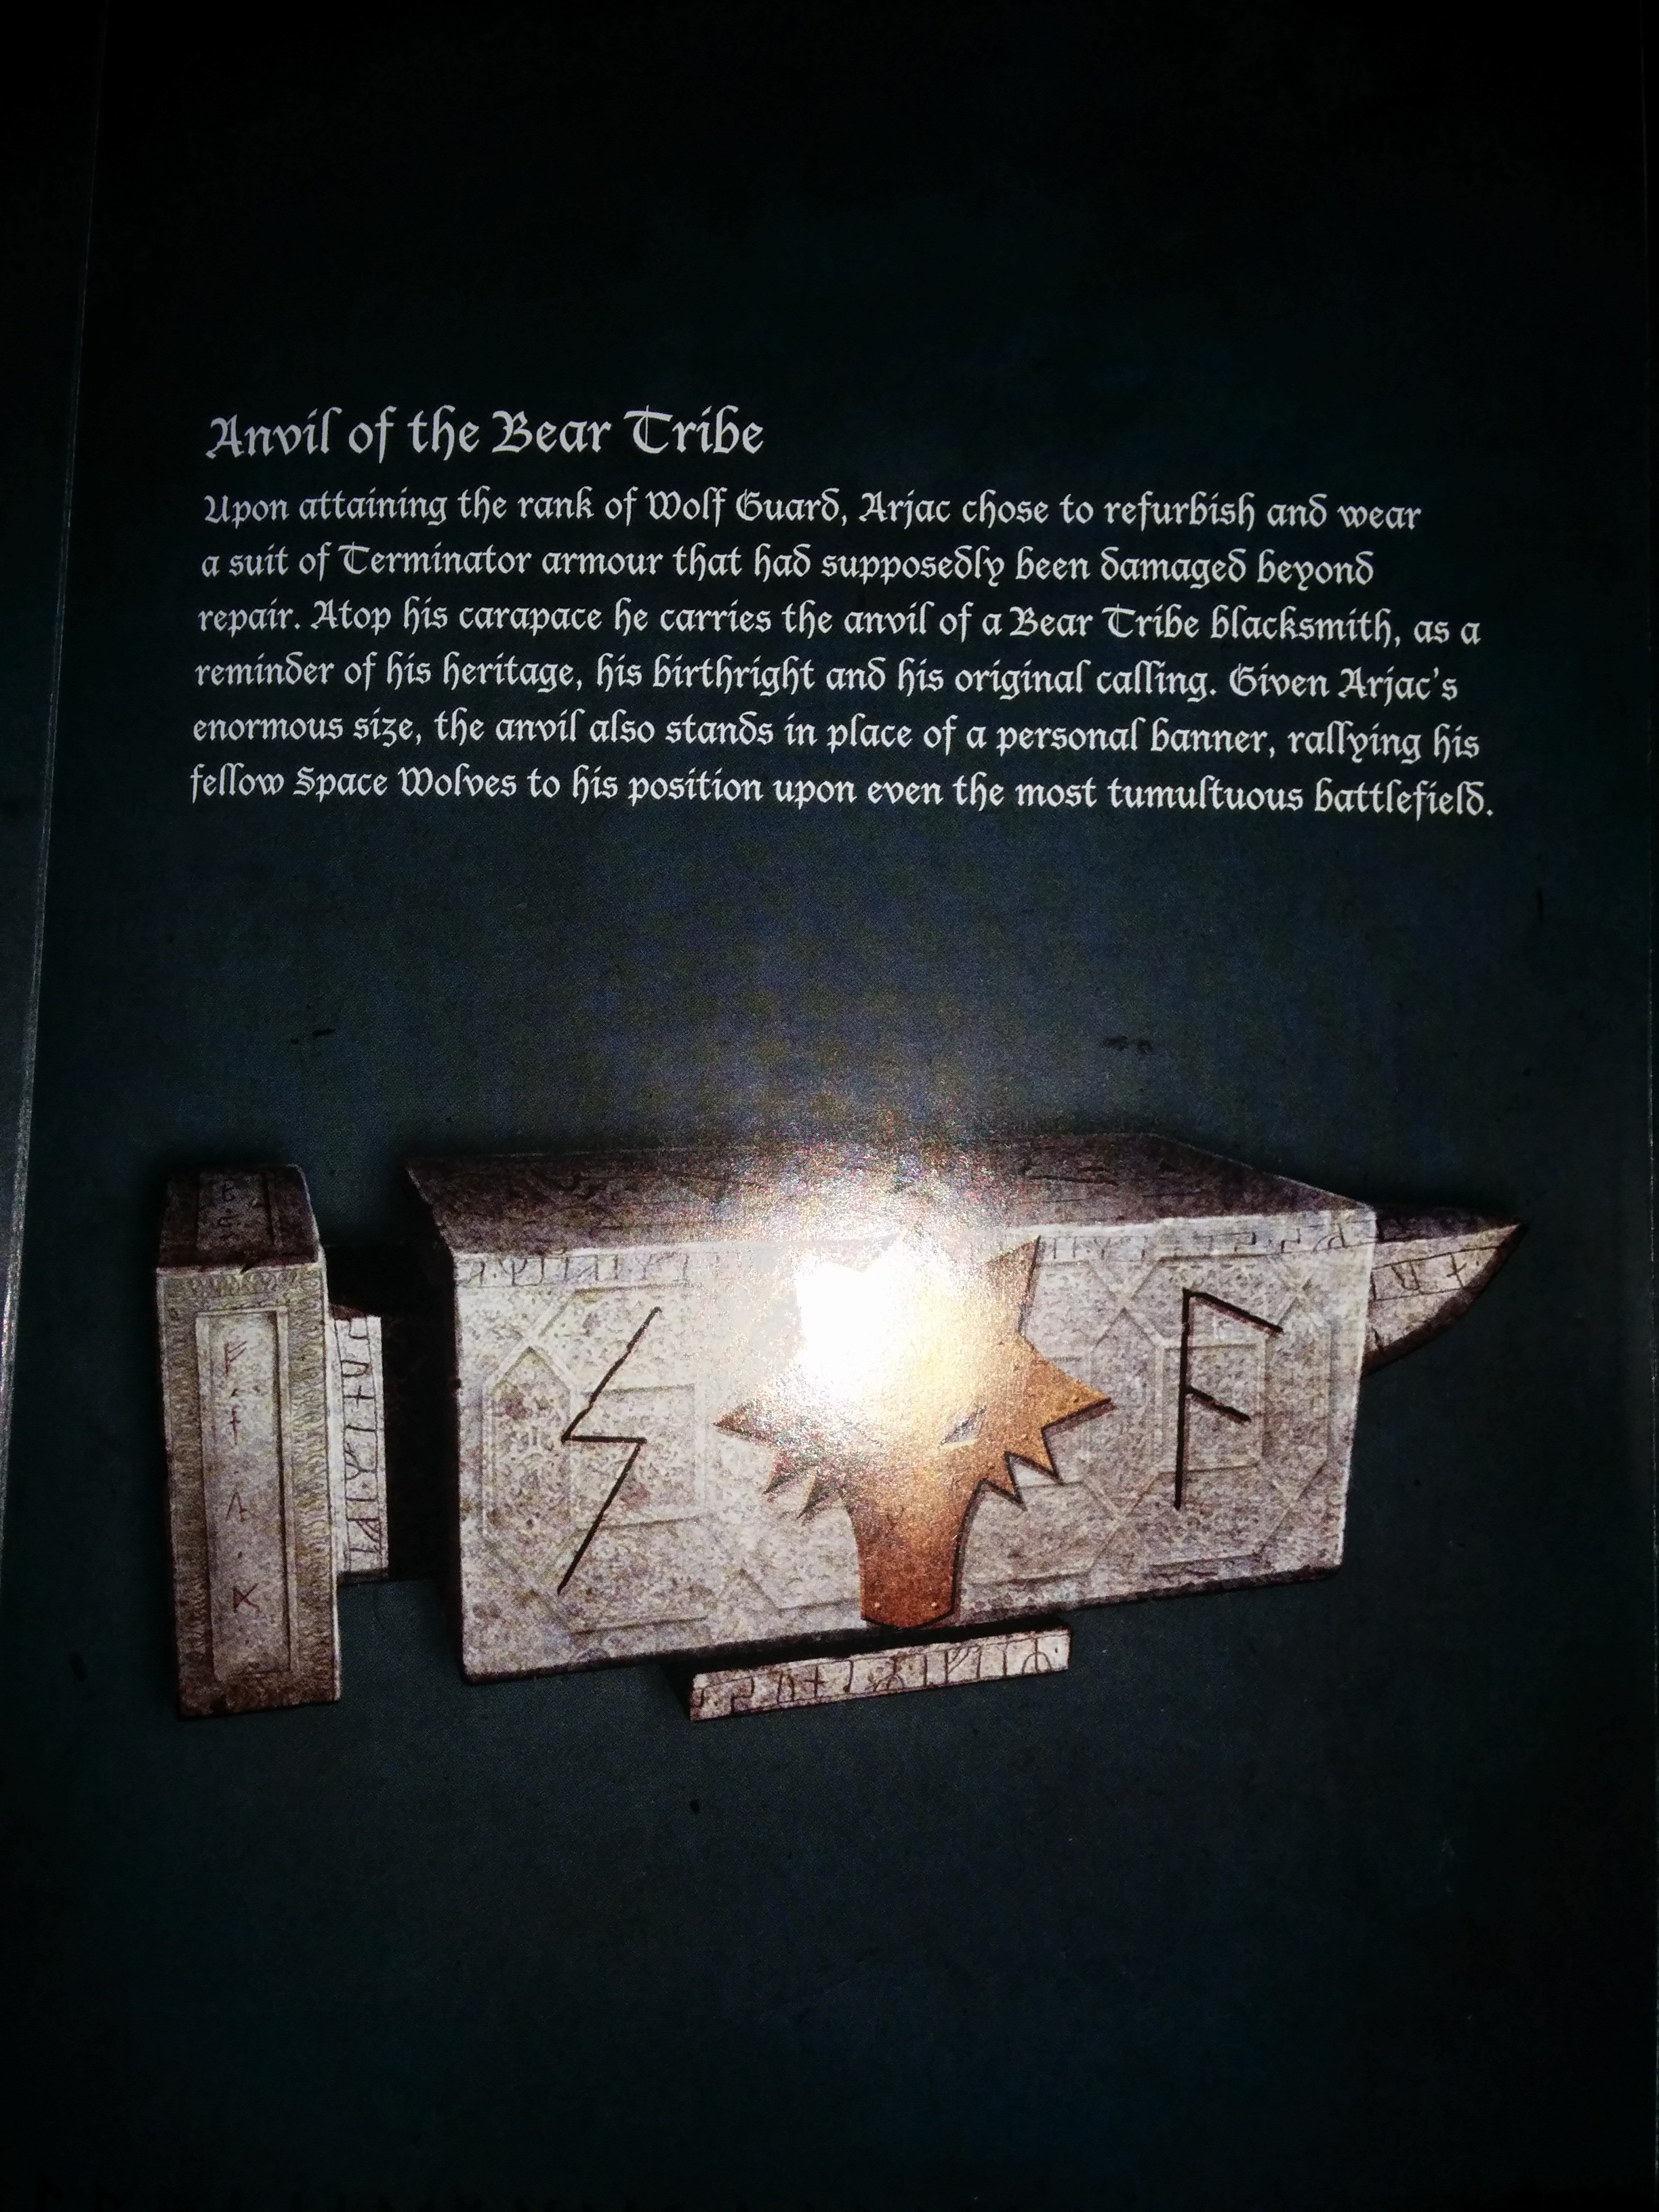 Anvil of the Bear Tribe
Upon attaining the rank of Wolf Guard, Arjac chose to refurbish and wear
a suit of Terminator armour that had supposedly been damaged beyond
repair. Atop his carapace he carries the anvil of a Bear Tribe blacksmith, as a
reminder of his heritage, his birthright and his original calling. Given Arjac's
enormous size, the anvil also stands in place of a personal banner, rallying his
fellow Space Wolves to his position upon even the most tumultuous battlefield.